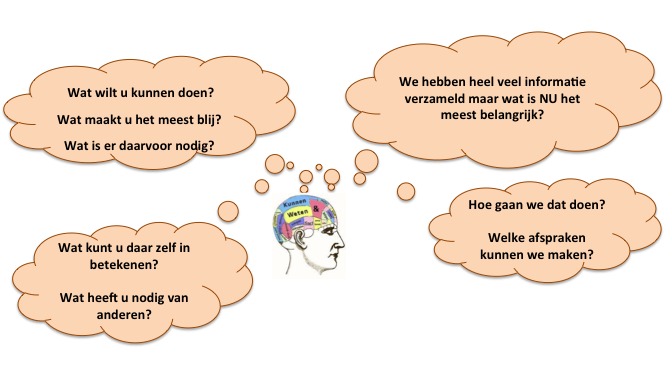 Wat wilt u kunnen doen?
Wat maakt u het meest blij?
Wat is er daarvoor nodig?
We hebben heel veel informatie
verzameld maar wat is NU het
meest belangrijk?
Kunnen
Weten &
Wat kunt u daar zelf in
betekenen?
Wat heeft u nodig van
anderen?
Hoe gaan we dat doen?
Welke afspraken
kunnen we maken?